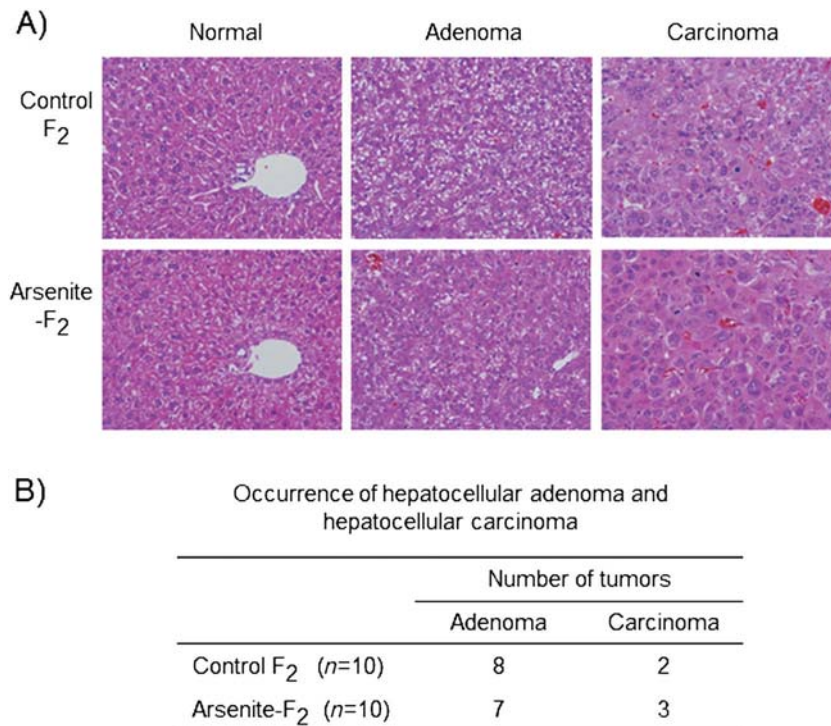 A)
Normal Adenoma Carcinoma
Control
F2
Arsenite
-F2
B)
Occurrence of hepatocellular adenoma and
hepatocellular carcinoma
Number of tumors
Adenoma Carcinoma
Control F2 (n=10) 8 2
Arsenite-F2 (n=10) 7 3